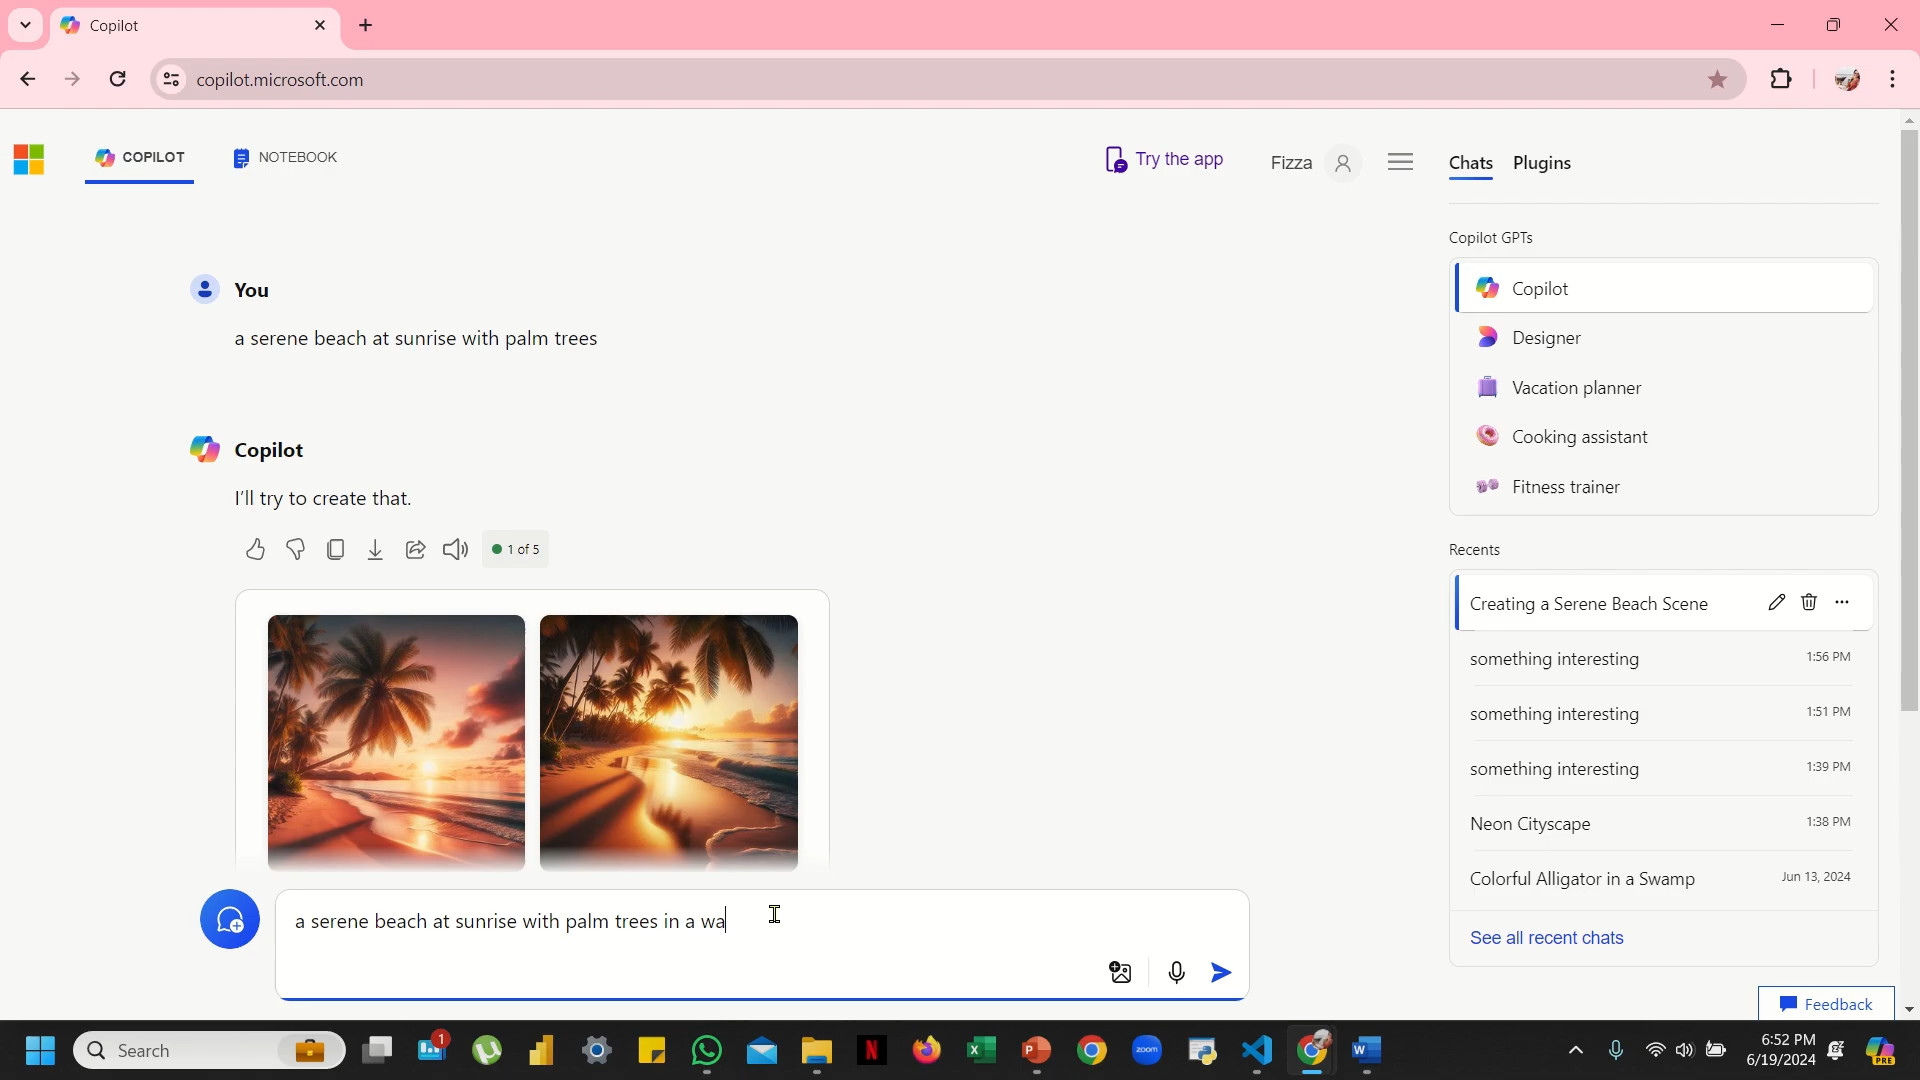 Copilot
copilot.microsoft.com
COPILOT
NOTEBOOK
Try the app
Fizza
Chats
Plugins
You
a serene beach at sunrise with palm trees
Copilot
I'll try to create that.
1 of 5
a serene beach at sunrise with palm trees in a wa
Copilot GPTs
Copilot
Designer
Vacation planner
Cooking assistant
Fitness trainer
Recents
Creating a Serene Beach Scene
something interesting 1:56 PM
something interesting 1:51 PM
something interesting 1:39 PM
Neon Cityscape 1:38 PM
Colorful Alligator in a Swamp Jun 13, 2024
See all recent chats
Feedback
Search
1
zoom
6:52 PM
6/19/2024
PRE